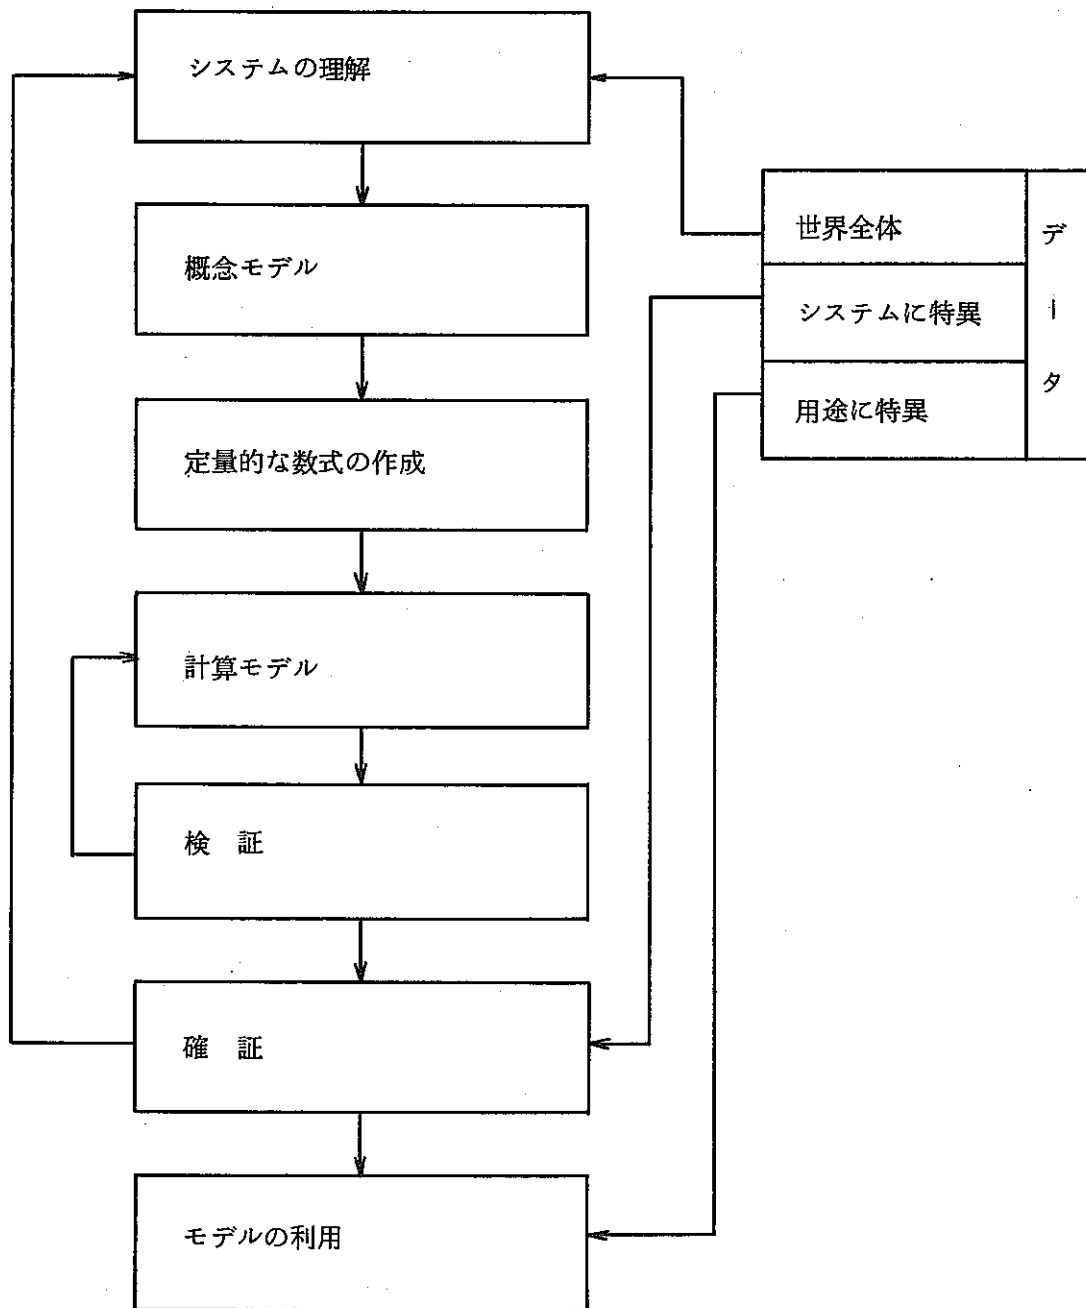 システムの理解
概念モデル
定量的な数式の作成
計算モデル
検 証
確 証
モデルの利用
世界全体
システムに特異
用途に特異
データ